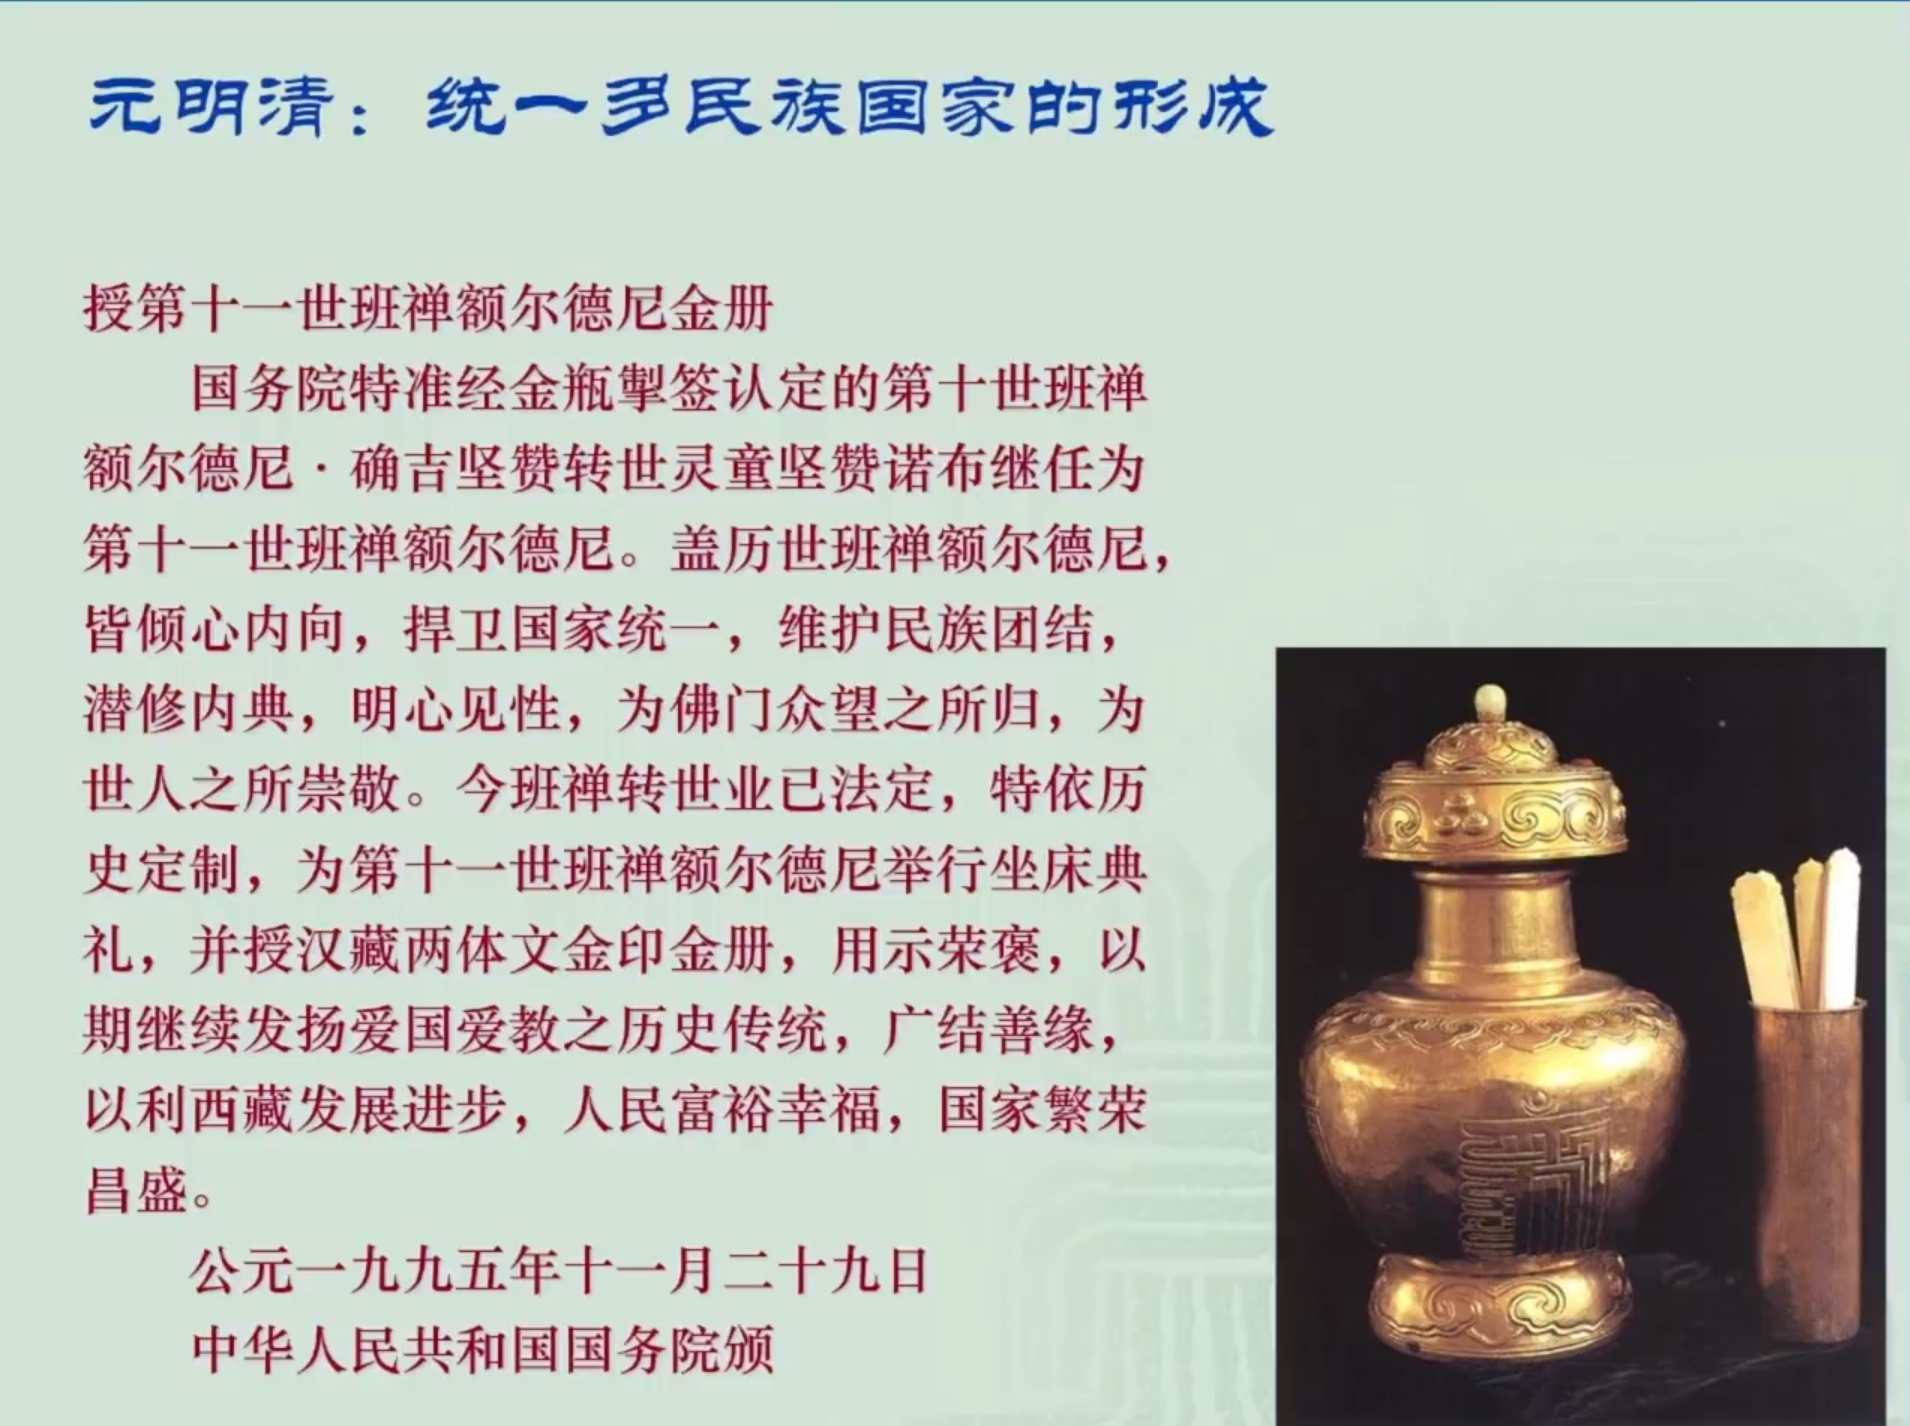 元明清：统一多民族国家的形成
授第十一世班禅额尔德尼金册
国务院特准经金瓶掣签认定的第十世班禅
额尔德尼·确吉坚赞转世灵童坚赞诺布继任为
第十一世班禅额尔德尼。盖历世班禅额尔德尼，
皆倾心内向，捍卫国家统一，维护民族团结，
潜修内典，明心见性，为佛门众望之所归，为
世人之所崇敬。今班禅转世业已法定，特依历
史定制，为第十一世班禅额尔德尼举行坐床典
礼，并授汉藏两体文金印金册，用示荣褒，以
期继续发扬爱国爱教之历史传统，广结善缘，
以利西藏发展进步，人民富裕幸福，国家繁荣
昌盛。
公元一九九五年十一月二十九日
中华人民共和国国务院颁